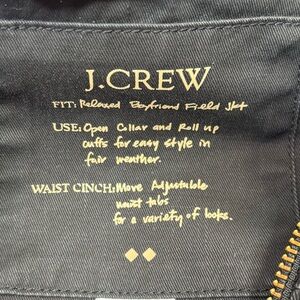 J.CREW
FIT: Relaxed Boyfriend Field Jkt
USE: Open Collar and Roll up
cuffs for easy style in
fair weather.
WAIST CINCH: Move Adjustable
waist tabs
for a variety of looks.